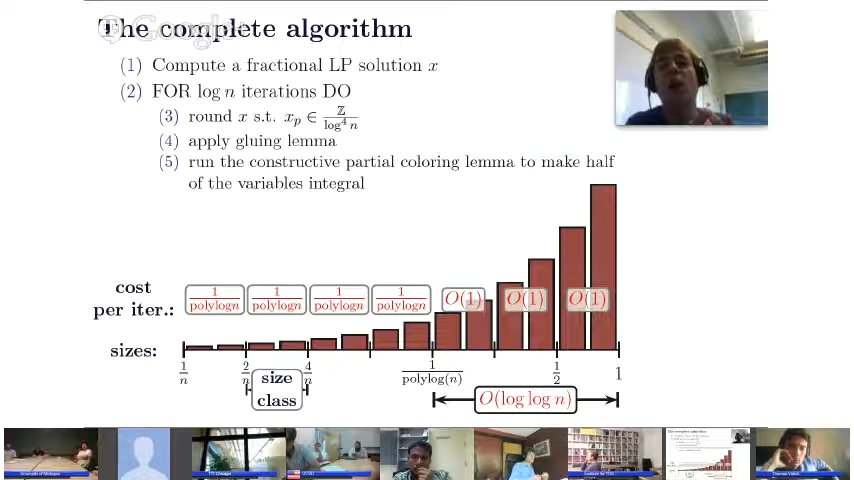 The complete algorithm
(1) Compute a fractional LP solution x
(2) FOR log n iterations DO
(3) round x s.t. x_p ∈ ℤ/log⁴ n
(4) apply gluing lemma
(5) run the constructive partial coloring lemma to make half
of the variables integral
cost
per iter.:
1/polylogn 1/polylogn 1/polylogn 1/polylogn O(1) O(1) O(1)
sizes:
1/n 2/n 4/n 1/polylog(n) 1/2 1
size
class
O(log log n)